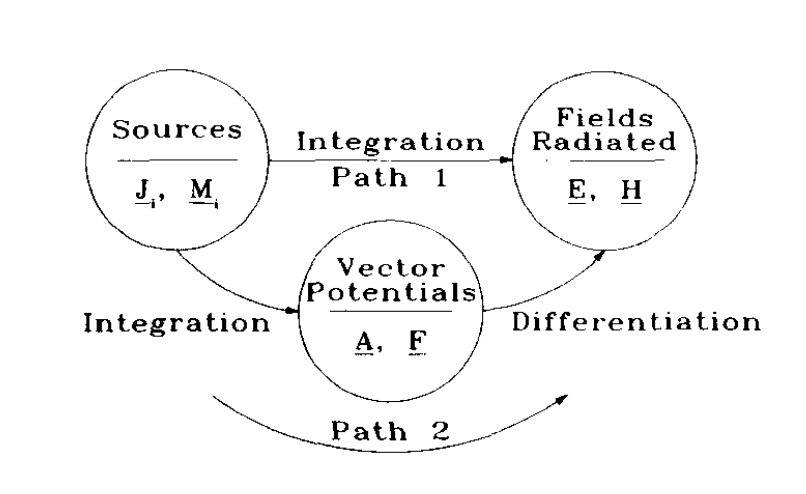 Sources
J_i, M_i
Integration
Path 1
Fields
Radiated
E, H
Vector
Potentials
A, F
Integration
Differentiation
Path 2